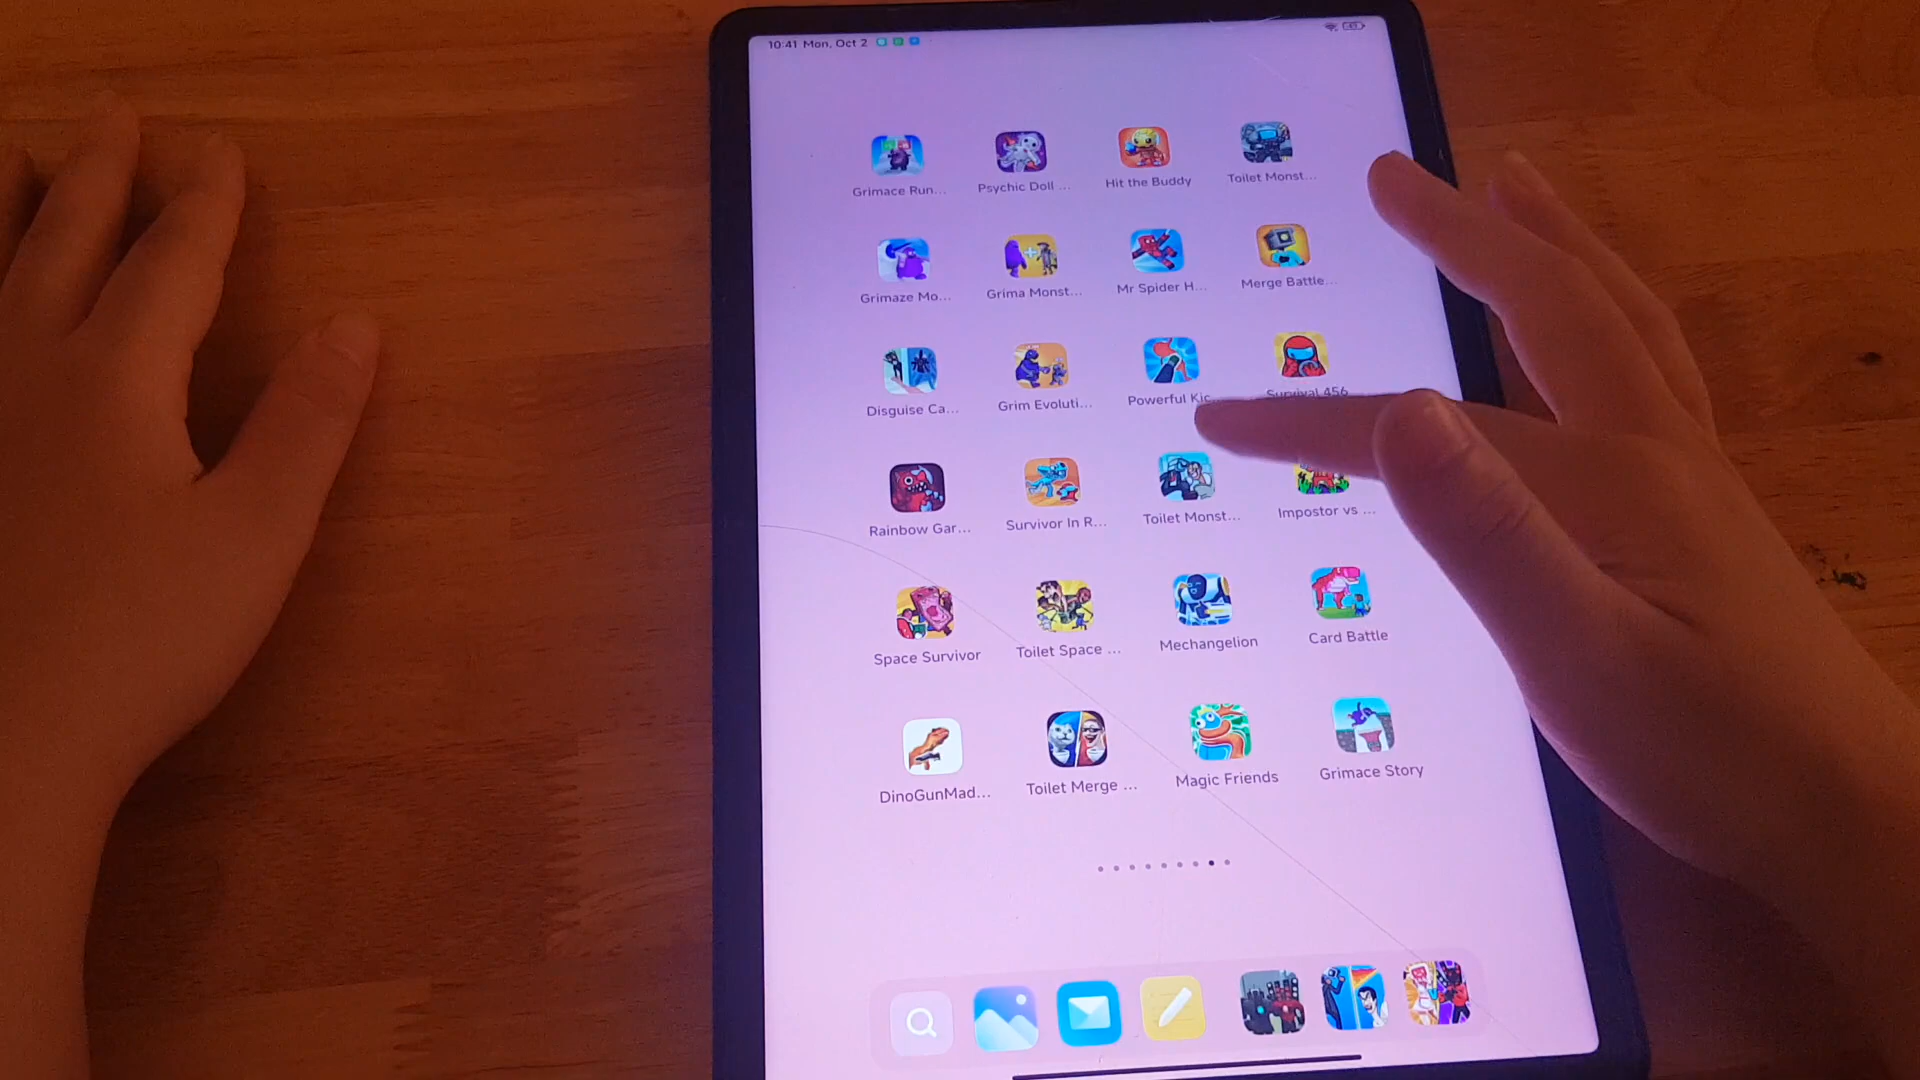 10:41 Mon, Oct 2
Grimace Run... Psychic Doll ... Hit the Buddy Toilet Monst...
Grimaze Mo... Grima Monst... Mr Spider H... Merge Battle...
Disguise Ca... Grim Evoluti... Powerful Kic... Survival 456
Rainbow Gar... Survivor In R... Toilet Monst... Impostor vs ...
Space Survivor Toilet Space ... Mechangelion Card Battle
DinoGunMad... Toilet Merge ... Magic Friends Grimace Story